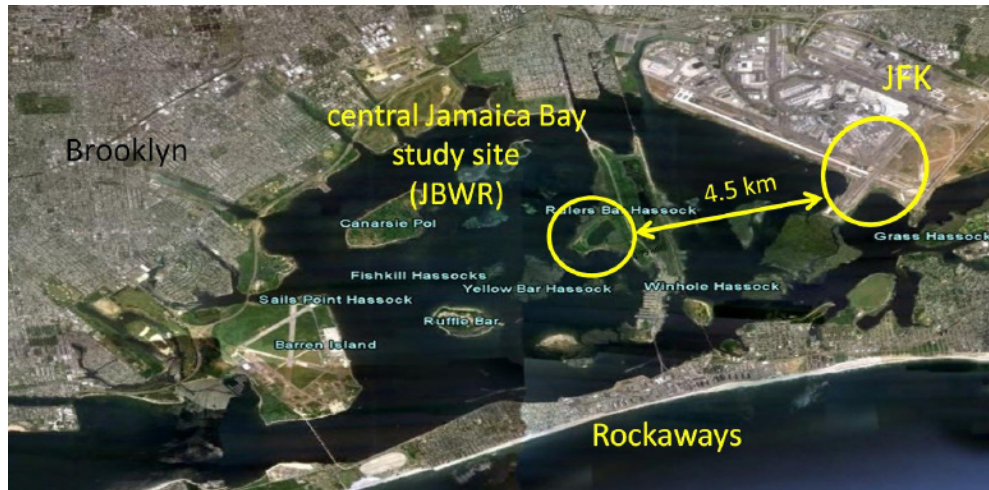 JFK
central Jamaica Bay
study site
(JBWR)
Brooklyn
4.5 km
Rulers Bar Hassock
Canarsie Pol
Grass Hassock
Fishkill Hassocks
Yellow Bar Hassock
Winhole Hassock
Sails Point Hassock
Ruffle Bar
Barren Island
Rockaways